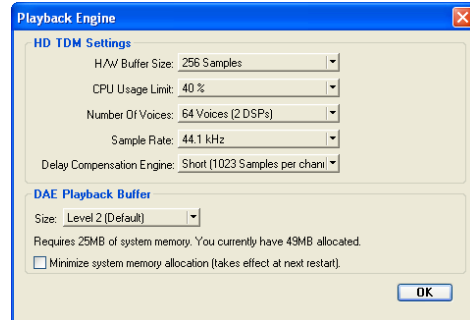 Playback Engine
HD TDM Settings
H/W Buffer Size: 256 Samples
CPU Usage Limit: 40 %
Number Of Voices: 64 Voices (2 DSPs)
Sample Rate: 44.1 kHz
Delay Compensation Engine: Short (1023 Samples per chann
DAE Playback Buffer
Size: Level 2 (Default)
Requires 25MB of system memory. You currently have 49MB allocated.
Minimize system memory allocation (takes effect at next restart).
OK